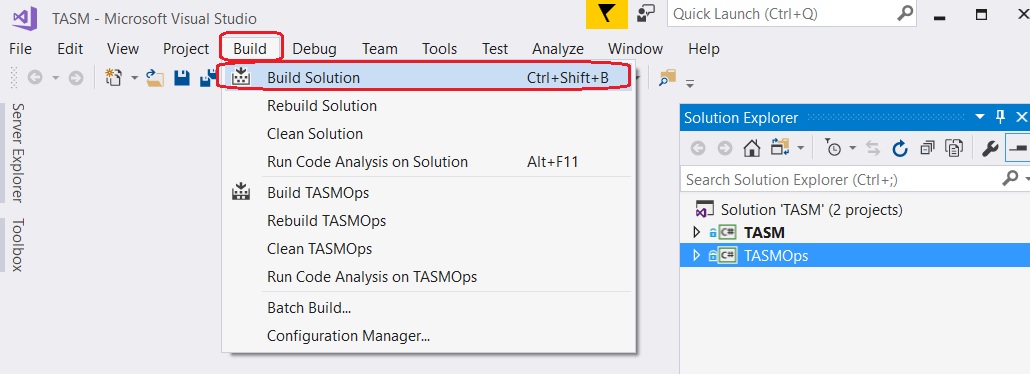 TASM - Microsoft Visual Studio
Quick Launch (Ctrl+Q)
File Edit View Project Build Debug Team Tools Test Analyze Window Help
Build Solution Ctrl+Shift+B
Rebuild Solution
Clean Solution
Run Code Analysis on Solution Alt+F11
Build TASMOps
Rebuild TASMOps
Clean TASMOps
Run Code Analysis on TASMOps
Batch Build...
Configuration Manager...
Server Explorer
Toolbox
Solution Explorer
Search Solution Explorer (Ctrl+;)
Solution 'TASM' (2 projects)
C# TASM
C# TASMOps